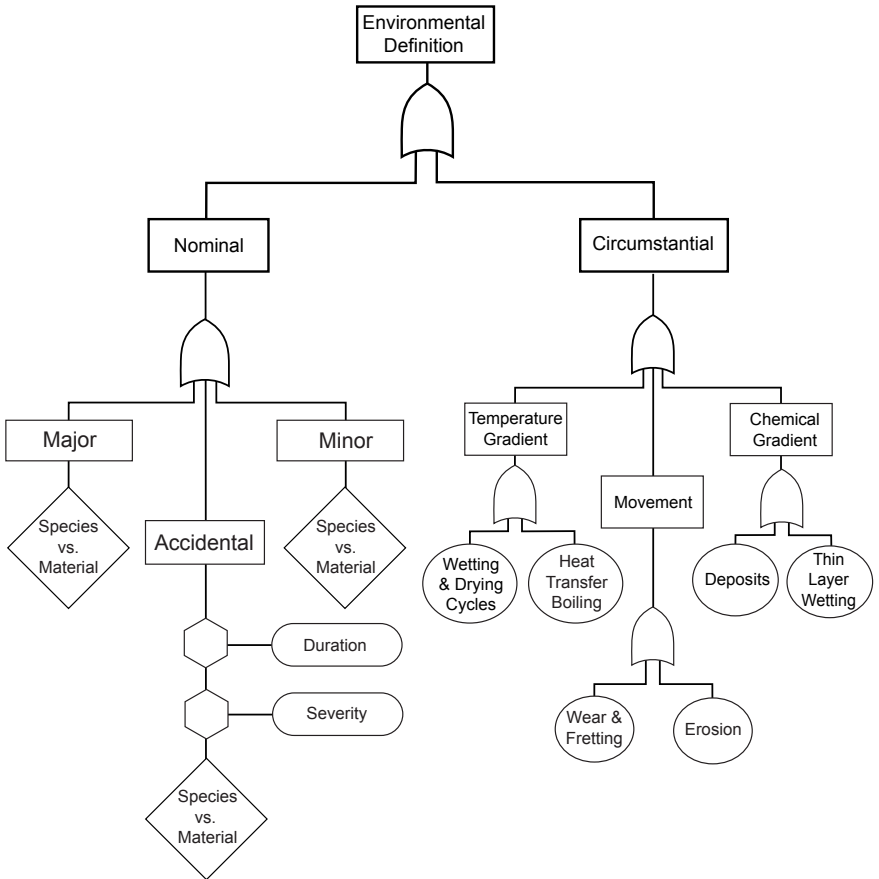 Environmental
Definition
Nominal
Circumstantial
Major
Minor
Temperature
Gradient
Chemical
Gradient
Movement
Species
vs.
Material
Accidental
Species
vs.
Material
Wetting
& Drying
Cycles
Heat
Transfer
Boiling
Deposits
Thin
Layer
Wetting
Duration
Severity
Wear &
Fretting
Erosion
Species
vs.
Material